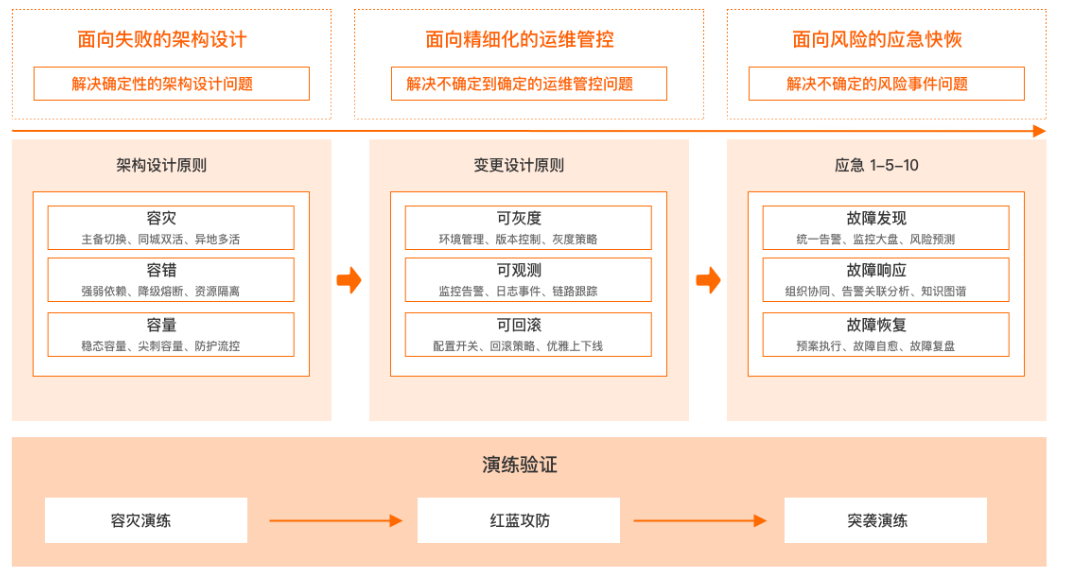 面向失败的架构设计
解决确定性的架构设计问题
面向精细化的运维管控
解决不确定到确定的运维管控问题
面向风险的应急快恢
解决不确定的风险事件问题
架构设计原则
容灾
主备切换、同城双活、异地多活
容错
强弱依赖、降级熔断、资源隔离
容量
稳态容量、尖刺容量、防护流控
变更设计原则
可灰度
环境管理、版本控制、灰度策略
可观测
监控告警、日志事件、链路跟踪
可回滚
配置开关、回滚策略、优雅上下线
应急 1-5-10
故障发现
统一告警、监控大盘、风险预测
故障响应
组织协同、告警关联分析、知识图谱
故障恢复
预案执行、故障自愈、故障复盘
演练验证
容灾演练
红蓝攻防
突袭演练